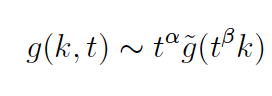 g(k, t) ∼ t^α g̃(t^β k)